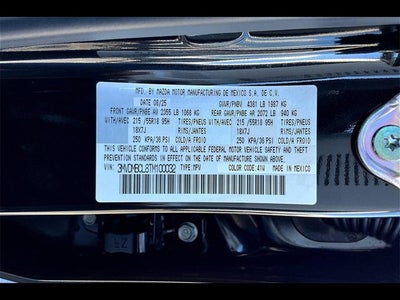 MFD. BY MAZDA MOTOR MANUFACTURING DE MEXICO S.A. DE C.V.
DATE 08/25 GVWR/PNBV 4381 LB 1987 KG
FRONT GAWR/PNBE AV 2355 LB 1068 KG REAR GAWR/PNBE AR 2072 LB 940 KG
WITH/AVEC 215 /55R18 95H TIRES/PNEUS WITH/AVEC 215 /55R18 95H TIRES/PNEUS
18X7J RIMS/JANTES 18X7J RIMS/JANTES
250 KPA/36 PSI COLD/A FROID 250 KPA/36 PSI COLD/A FROID
THIS VEHICLE CONFORMS TO ALL APPLICABLE FEDERAL MOTOR VEHICLE
SAFETY STANDARDS IN EFFECT ON THE DATE OF MANUFACTURE SHOWN ABOVE.
VIN: 3MVDMBCL8TM100032 TYPE: MPV COLOR CODE: 41W MADE IN MEXICO